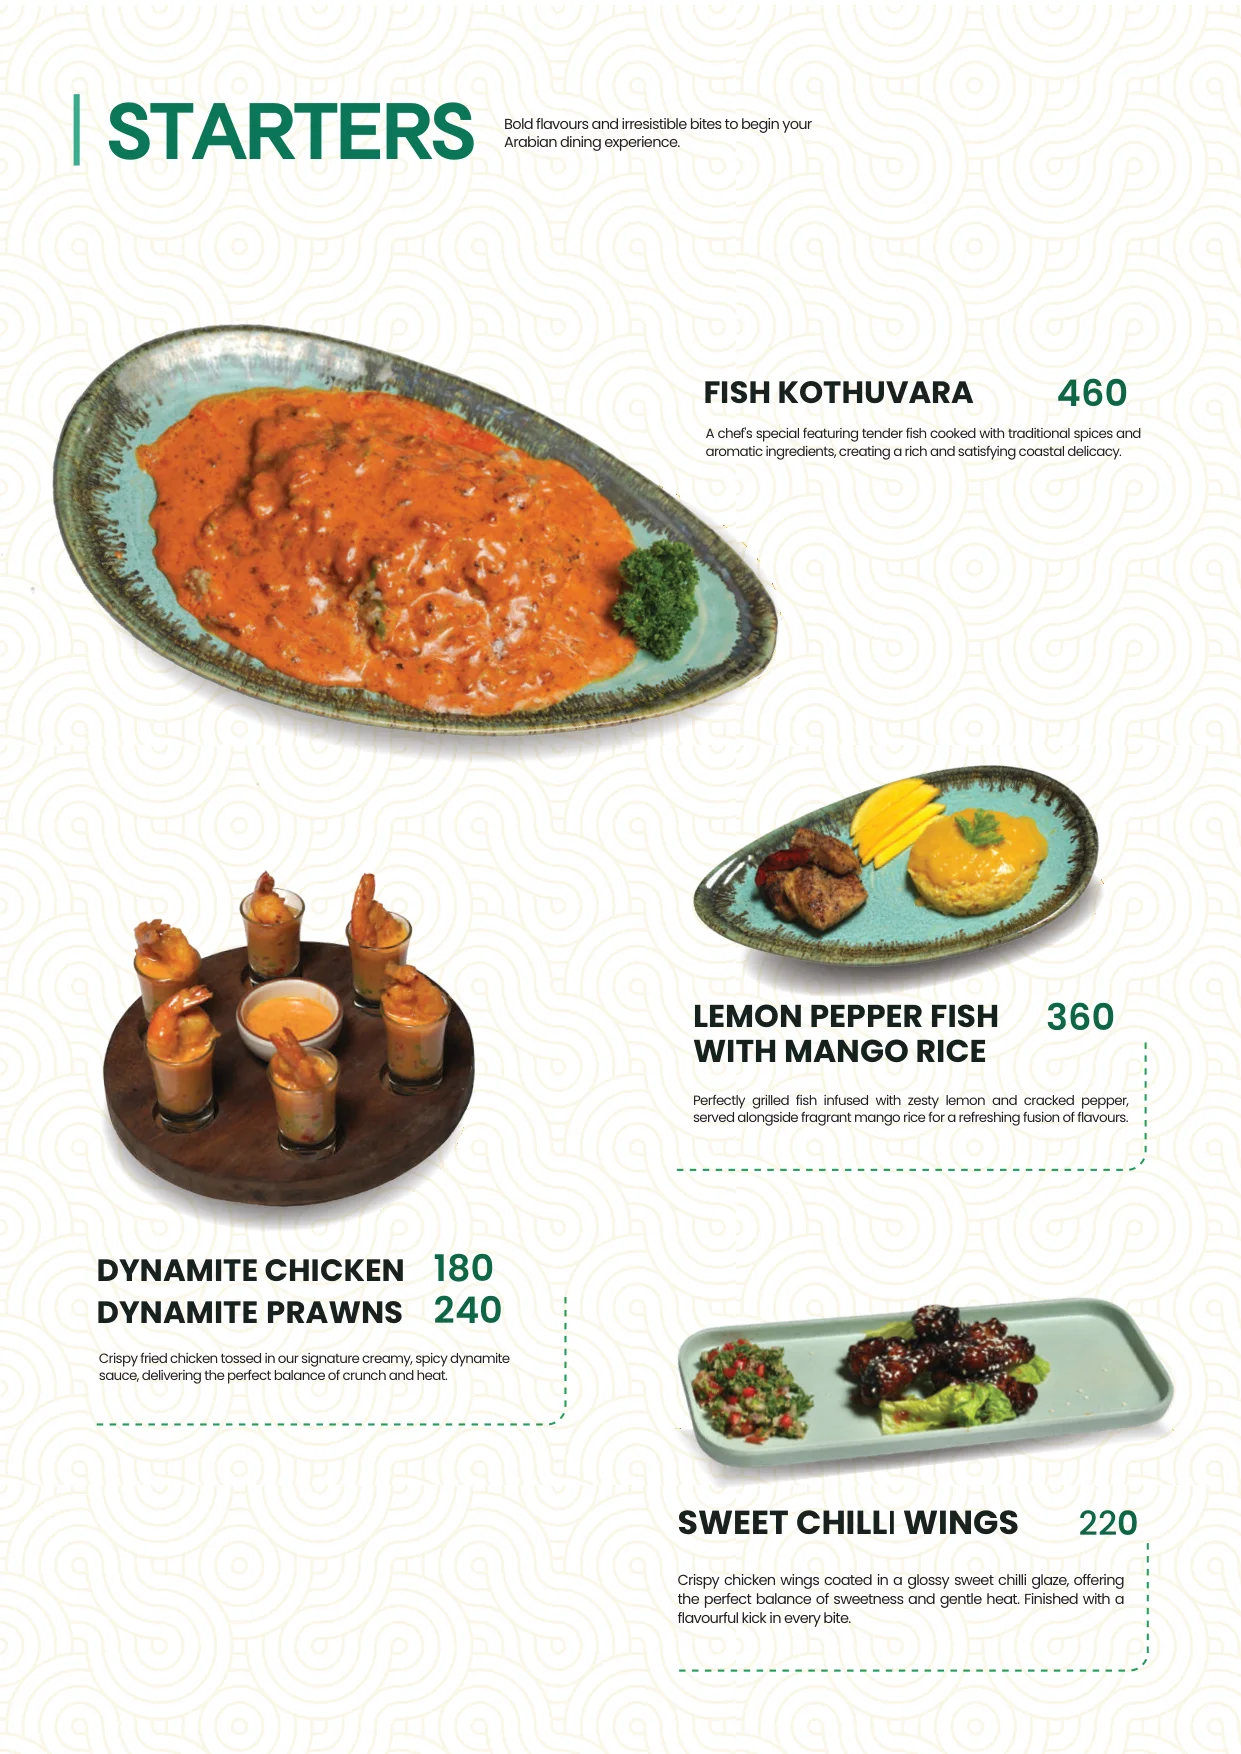 STARTERS
Bold flavours and irresistible bites to begin your
Arabian dining experience.
FISH KOTHUVARA 460
A chef's special featuring tender fish cooked with traditional spices and
aromatic ingredients, creating a rich and satisfying coastal delicacy.
LEMON PEPPER FISH 360
WITH MANGO RICE
Perfectly grilled fish infused with zesty lemon and cracked pepper,
served alongside fragrant mango rice for a refreshing fusion of flavours.
DYNAMITE CHICKEN 180
DYNAMITE PRAWNS 240
Crispy fried chicken tossed in our signature creamy, spicy dynamite
sauce, delivering the perfect balance of crunch and heat.
SWEET CHILLI WINGS 220
Crispy chicken wings coated in a glossy sweet chilli glaze, offering
the perfect balance of sweetness and gentle heat. Finished with a
flavourful kick in every bite.